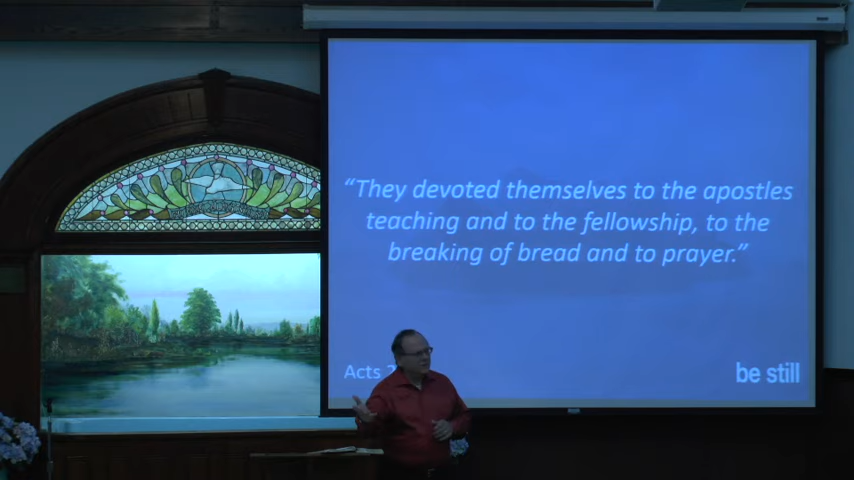 “They devoted themselves to the apostles
teaching and to the fellowship, to the
breaking of bread and to prayer.”
Acts
be still